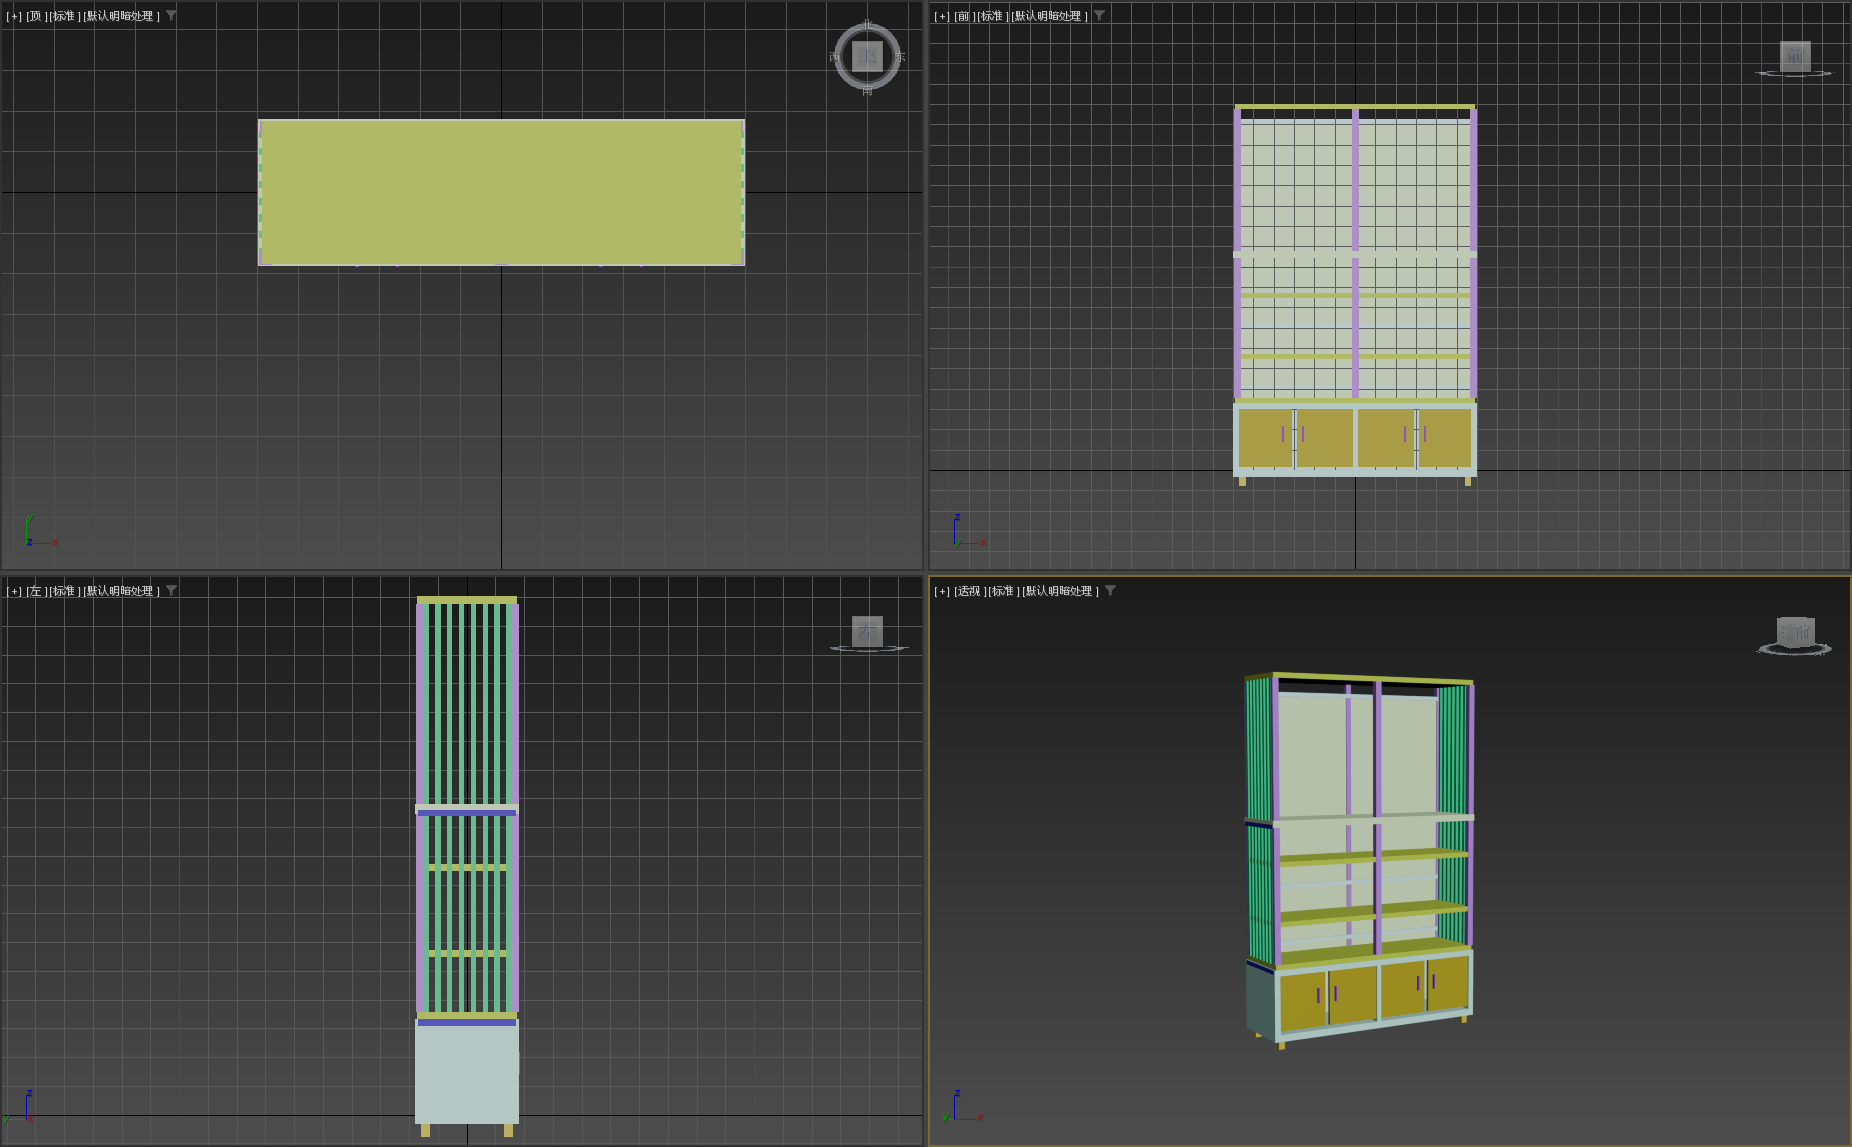 [+] [顶] [标准] [默认明暗处理]
北
西 上 东
南
y
z x
[+] [前] [标准] [默认明暗处理]
前
z
y x
[+] [左] [标准] [默认明暗处理]
左
z
y x
[+] [透视] [标准] [默认明暗处理]
前
z
y x